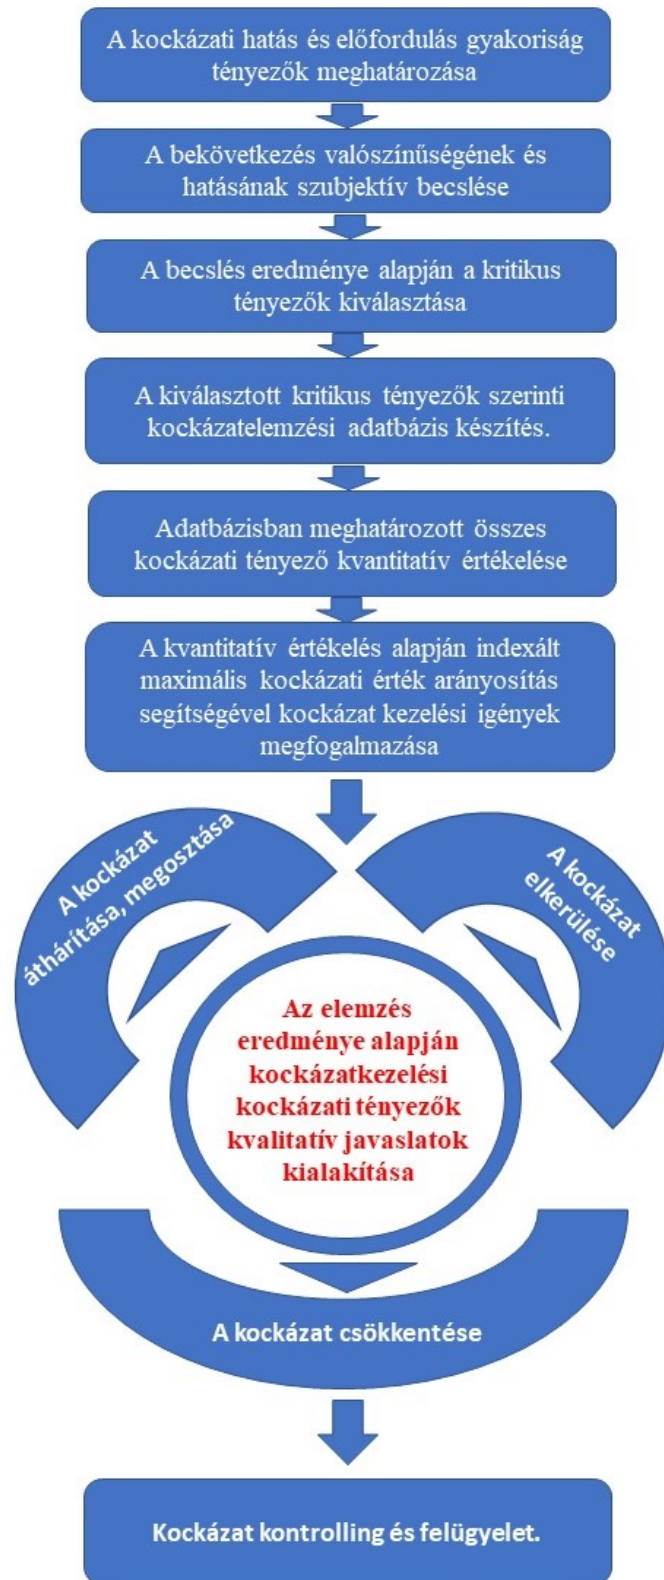 A kockázati hatás és előfordulás gyakoriság
tényezők meghatározása
A bekövetkezés valószínűségének és
hatásának szubjektív becslése
A becslés eredménye alapján a kritikus
tényezők kiválasztása
A kiválasztott kritikus tényezők szerinti
kockázatelemzési adatbázis készítés.
Adatbázisban meghatározott összes
kockázati tényező kvantitatív értékelése
A kvantitatív értékelés alapján indexált
maximális kockázati érték arányosítás
segítségével kockázat kezelési igények
megfogalmazása
A kockázat
áthárítása, megosztása
A kockázat
elkerülése
Az elemzés
eredménye alapján
kockázatkezelési
kockázati tényezők
kvalitatív javaslatok
kialakítása
A kockázat csökkentése
Kockázat kontrolling és felügyelet.